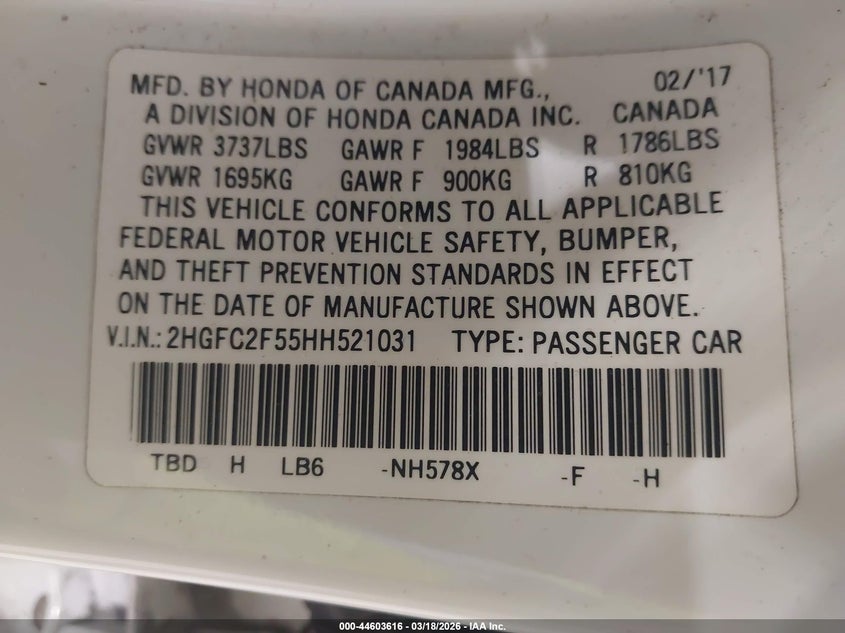 MFD. BY HONDA OF CANADA MFG., 02/'17
A DIVISION OF HONDA CANADA INC. CANADA
GVWR 3737LBS GAWR F 1984LBS R 1786LBS
GVWR 1695KG GAWR F 900KG R 810KG
THIS VEHICLE CONFORMS TO ALL APPLICABLE
FEDERAL MOTOR VEHICLE SAFETY, BUMPER,
AND THEFT PREVENTION STANDARDS IN EFFECT
ON THE DATE OF MANUFACTURE SHOWN ABOVE.
V.I.N.: 2HGFC2F55HH521031 TYPE: PASSENGER CAR
TBD H LB6 -NH578X -F -H
000-44603616 - 03/18/2026 - IAA Inc.